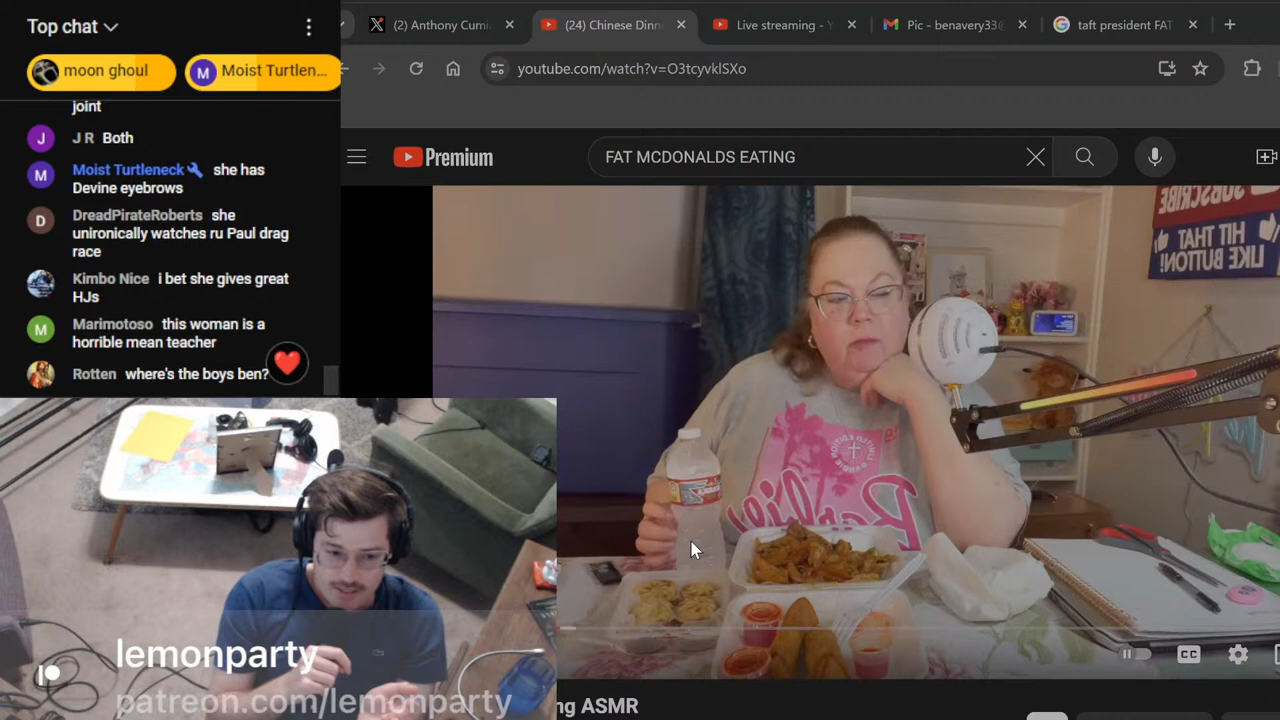 Top chat
moon ghoul
M Moist Turtlen...
joint
J J R Both
M Moist Turtleneck she has
Devine eyebrows
D DreadPirateRoberts she
unironically watches ru Paul drag
race
Kimbo Nice i bet she gives great
HJs
M Marimotoso this woman is a
horrible mean teacher
Rotten where's the boys ben?
(2) Anthony Cumi
(24) Chinese Dinn
Live streaming - Y
Pic - benavery33@
taft president FAT
youtube.com/watch?v=O3tcyvklSXo
Premium
FAT MCDONALDS EATING
SUBSCRIBE
HIT THAT
LIKE BUTTON!
Barbie
CC
lemonparty
patreon.com/lemonparty
ng ASMR